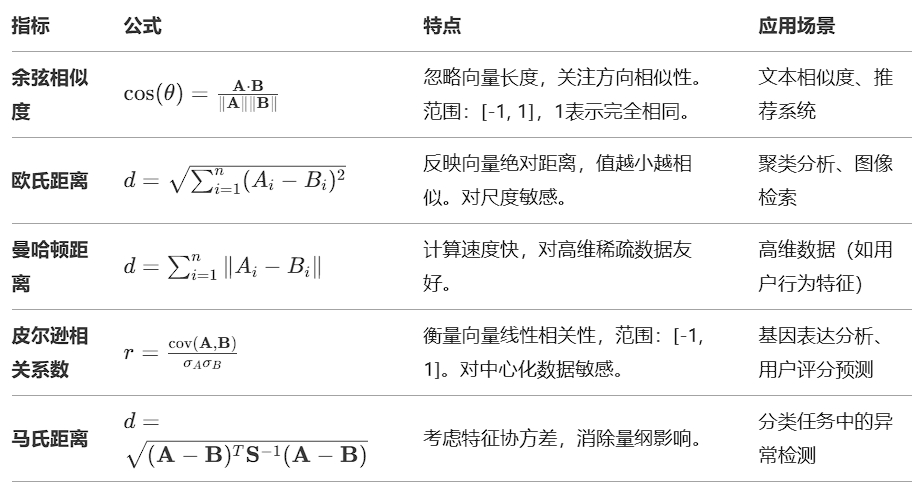 指标 公式 特点 应用场景
余弦相似度 cos(θ) = A·B / ‖A‖‖B‖ 忽略向量长度，关注方向相似性。范围：[-1, 1]，1表示完全相同。 文本相似度、推荐系统
欧氏距离 d = √∑ⁿᵢ₌₁(Aᵢ − Bᵢ)² 反映向量绝对距离，值越小越相似。对尺度敏感。 聚类分析、图像检索
曼哈顿距离 d = ∑ⁿᵢ₌₁ ‖Aᵢ − Bᵢ‖ 计算速度快，对高维稀疏数据友好。 高维数据（如用户行为特征）
皮尔逊相关系数 r = cov(A,B) / σAσB 衡量向量线性相关性，范围：[-1, 1]。对中心化数据敏感。 基因表达分析、用户评分预测
马氏距离 d = √(A − B)ᵀS⁻¹(A − B) 考虑特征协方差，消除量纲影响。 分类任务中的异常检测